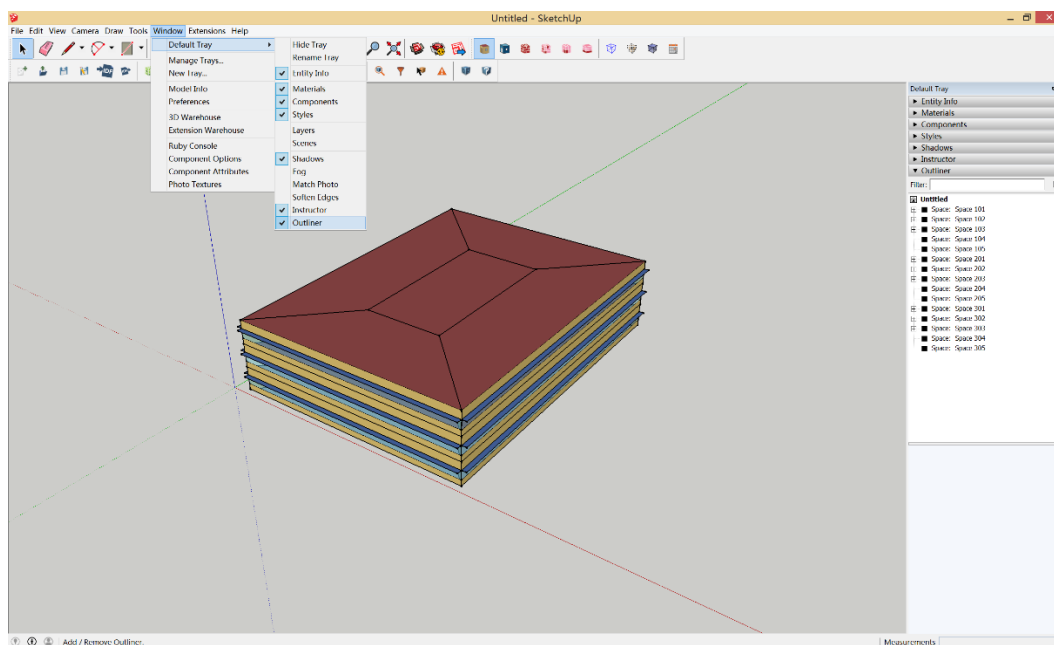 Untitled - SketchUp
File Edit View Camera Draw Tools Window Extensions Help
Default Tray
Manage Trays...
New Tray...
Model Info
Preferences
3D Warehouse
Extension Warehouse
Ruby Console
Component Options
Component Attributes
Photo Textures
Hide Tray
Rename Tray
Entity Info
Materials
Components
Styles
Layers
Scenes
Shadows
Fog
Match Photo
Soften Edges
Instructor
Outliner
Default Tray
Entity Info
Materials
Components
Styles
Shadows
Instructor
Outliner
Filter:
Untitled
Space: Space 101
Space: Space 102
Space: Space 103
Space: Space 104
Space: Space 105
Space: Space 201
Space: Space 202
Space: Space 203
Space: Space 204
Space: Space 205
Space: Space 301
Space: Space 302
Space: Space 303
Space: Space 304
Space: Space 305
Add / Remove Outliner.
Measurements